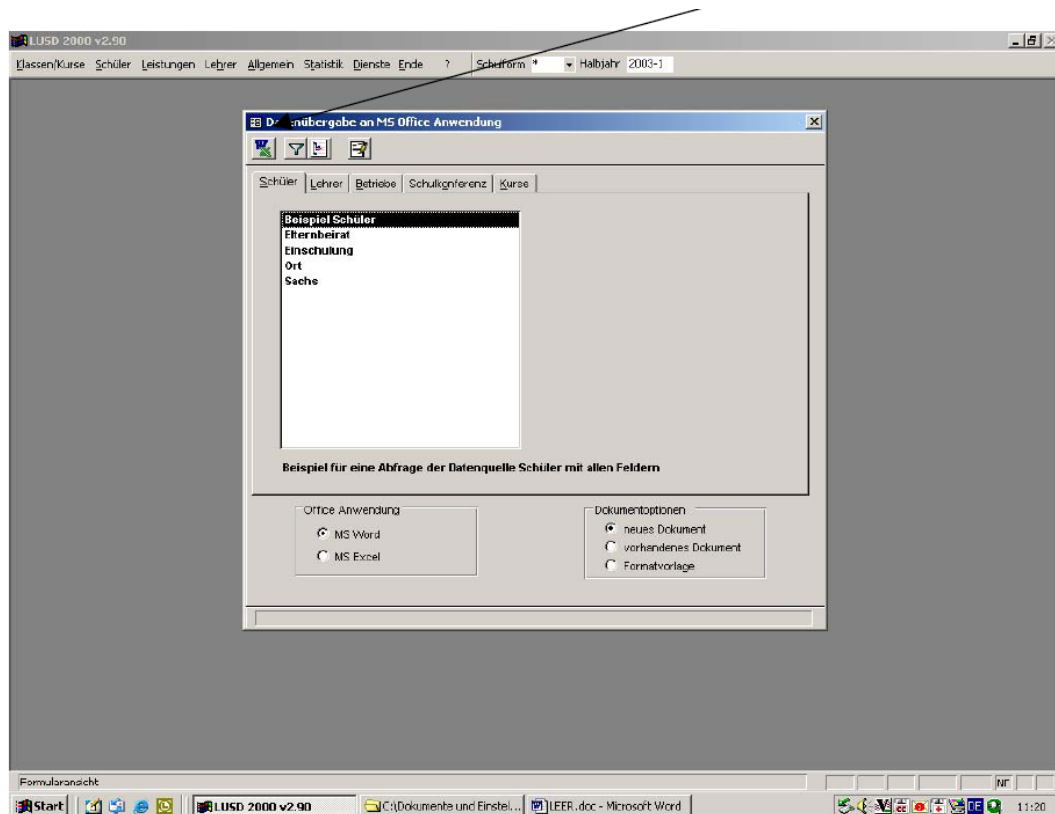 LUSD 2000 v2.90
Klassen/Kurse Schüler Leistungen Lehrer Allgemein Statistik Dienste Ende ? Schulform * Halbjahr 2003-1
Datenübergabe an MS Office Anwendung
Schüler Lehrer Betriebe Schulkonferenz Kurse
Beispiel Schüler
Elternbeirat
Einschulung
Ort
Sachs
Beispiel für eine Abfrage der Datenquelle Schüler mit allen Feldern
Office Anwendung
MS Word
MS Excel
Dokumentoptionen
neues Dokument
vorhandenes Dokument
Formatvorlage
Formularansicht
NF
Start LUSD 2000 v2.90 C:\Dokumente und Einstel... LEER.doc - Microsoft Word DE 11:20